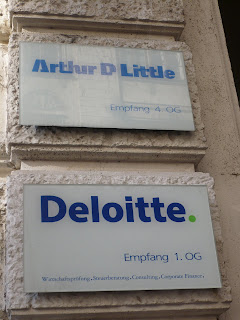 Arthur D Little
Empfang 4. OG
Deloitte.
Empfang 1. OG
Wirtschaftsprüfung . Steuerberatung . Consulting . Corporate Finance .